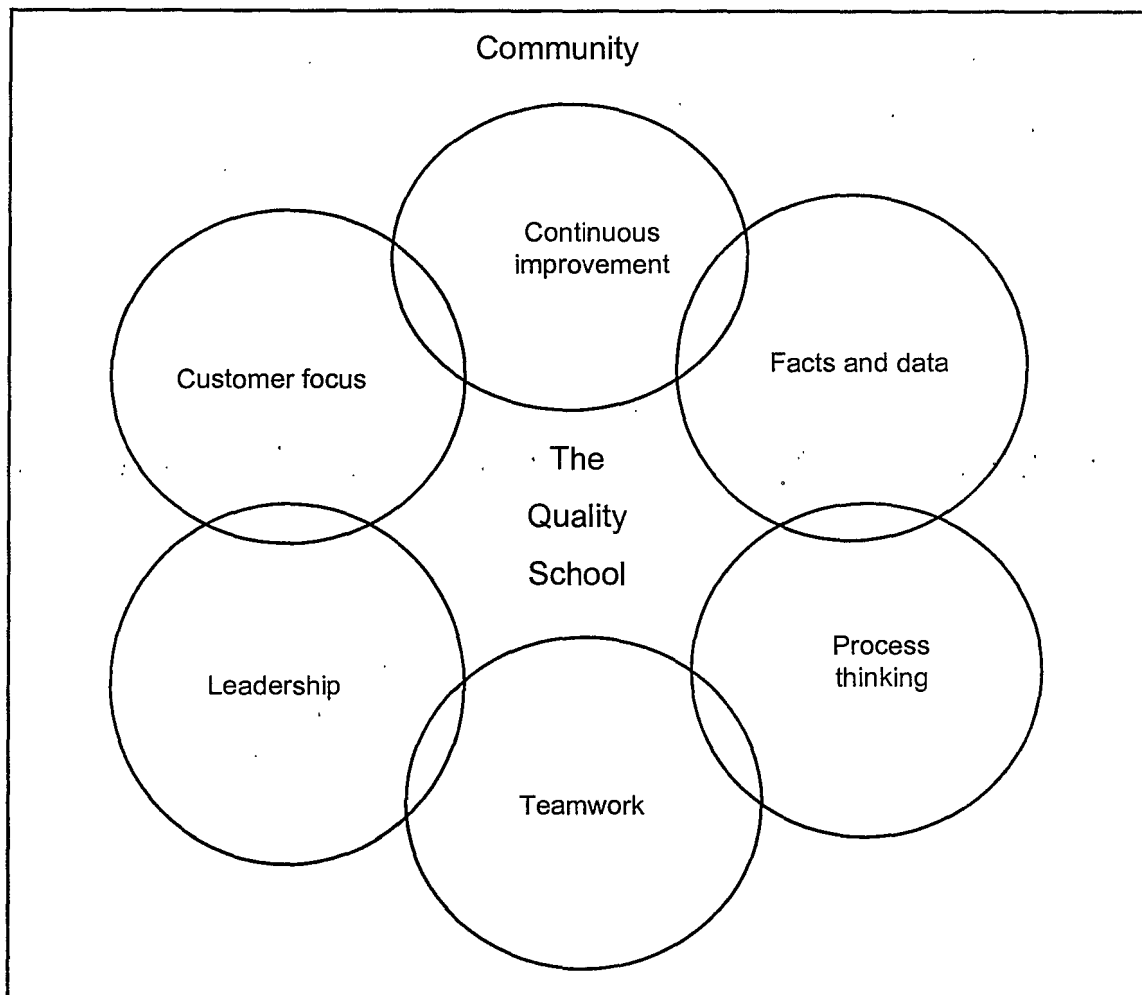 Community
Continuous
improvement
Customer focus
Facts and data
The
Quality
School
Leadership
Process
thinking
Teamwork